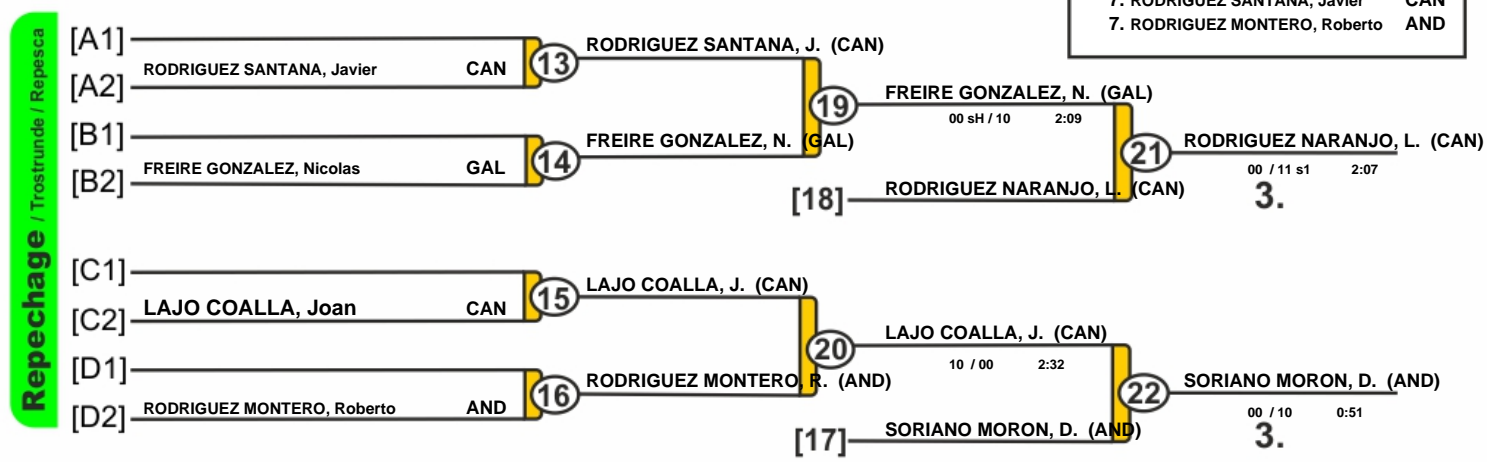 7. RODRIGUEZ SANTANA, Javier CAN
7. RODRIGUEZ MONTERO, Roberto AND
Repechage / Trostrunde / Repesca
[A1]
RODRIGUEZ SANTANA, J. (CAN)
RODRIGUEZ SANTANA, Javier CAN
13
[A2]
FREIRE GONZALEZ, N. (GAL)
19
00 sH / 10 2:09
[B1]
FREIRE GONZALEZ, N. (GAL)
RODRIGUEZ NARANJO, L. (CAN)
21
FREIRE GONZALEZ, Nicolas GAL
14
00 / 11 s1 2:07
[B2]
RODRIGUEZ NARANJO, L. (CAN)
[18]
3.
[C1]
LAJO COALLA, J. (CAN)
15
LAJO COALLA, Joan CAN
[C2]
LAJO COALLA, J. (CAN)
20
10 / 00 2:32
[D1]
RODRIGUEZ MONTERO, R. (AND)
SORIANO MORON, D. (AND)
22
16
RODRIGUEZ MONTERO, Roberto AND
00 / 10 0:51
[D2]
SORIANO MORON, D. (AND)
[17]
3.